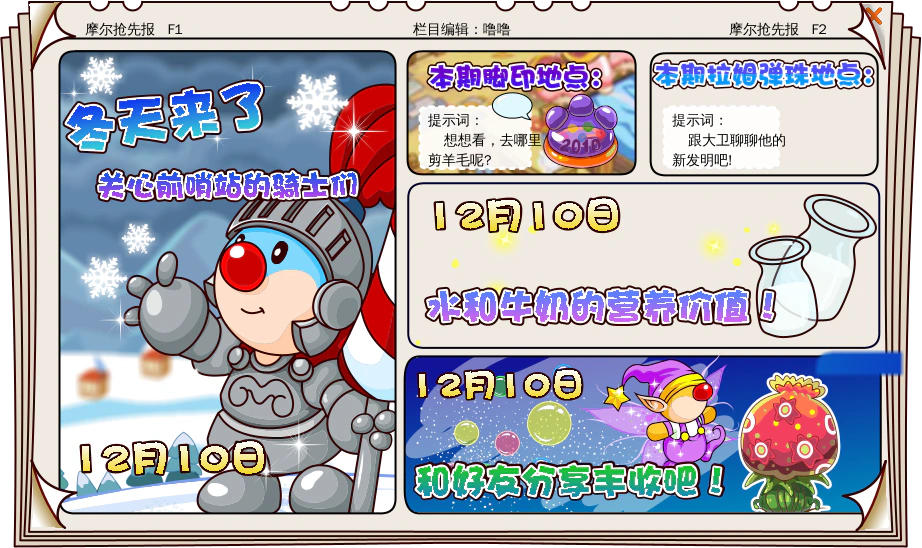 摩尔抢先报 F1
栏目编辑：噜噜
摩尔抢先报 F2
冬天来了
关心前哨站的骑士们
12月10日
本期脚印地点：
提示词：
想想看，去哪里
剪羊毛呢?
2010
本期拉姆弹珠地点：
提示词：
跟大卫聊聊他的
新发明吧!
12月10日
水和牛奶的营养价值！
12月10日
和好友分享丰收吧！